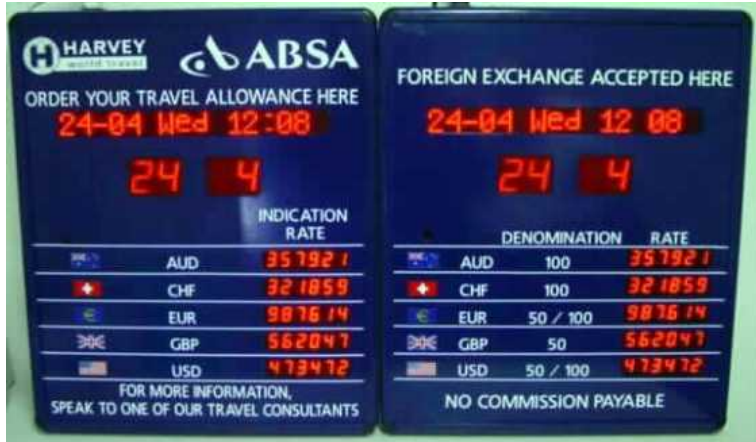 HARVEY
world travel
ABSA
ORDER YOUR TRAVEL ALLOWANCE HERE
24-04 Wed 12:08
24 4
INDICATION
RATE
AUD 357921
CHF 321859
EUR 987614
GBP 562047
USD 473472
FOR MORE INFORMATION,
SPEAK TO ONE OF OUR TRAVEL CONSULTANTS
FOREIGN EXCHANGE ACCEPTED HERE
24-04 Wed 12 08
24 4
DENOMINATION RATE
AUD 100 357921
CHF 100 321859
EUR 50 / 100 987614
GBP 50 562047
USD 50 / 100 473472
NO COMMISSION PAYABLE